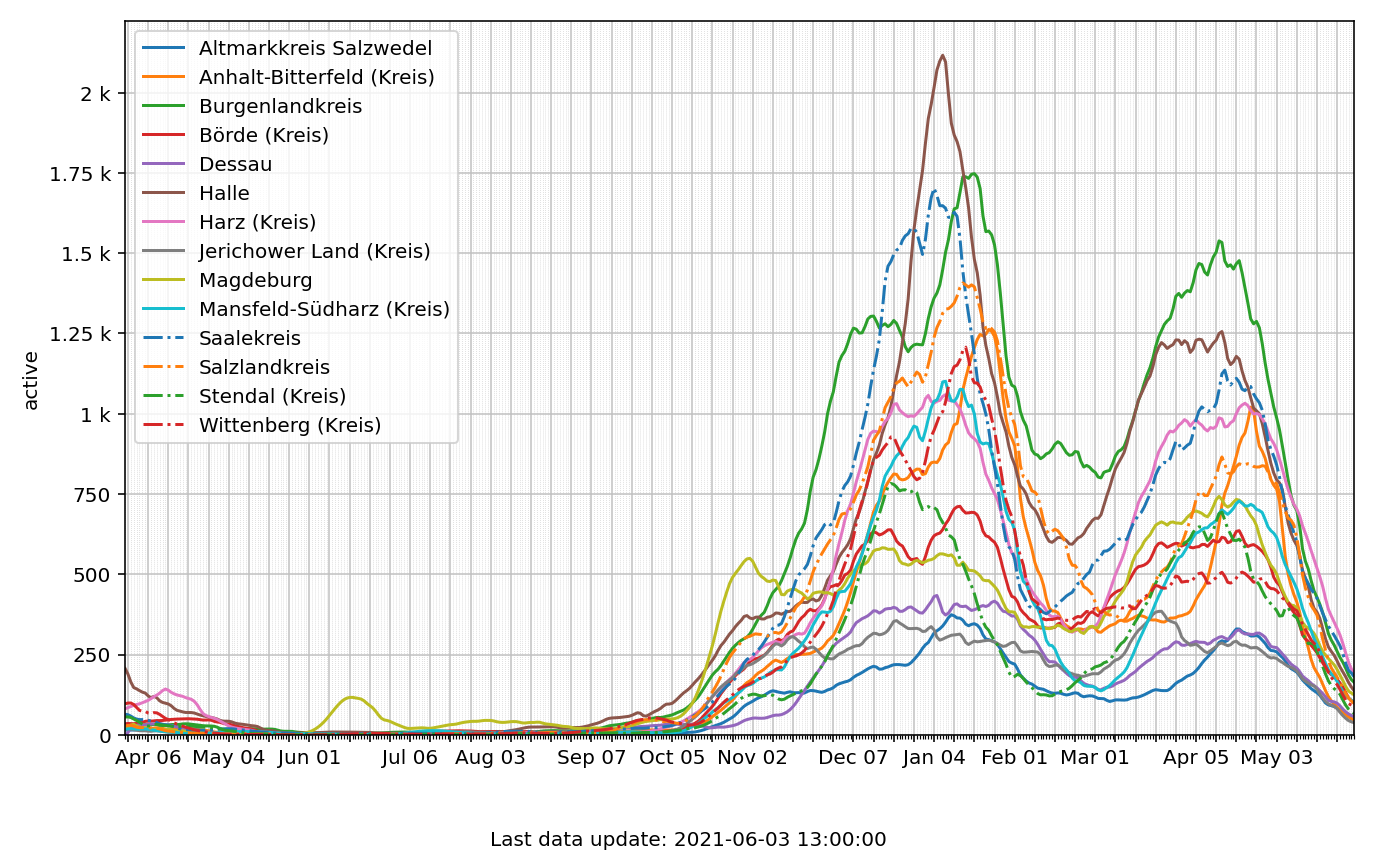 Altmarkkreis Salzwedel
Anhalt-Bitterfeld (Kreis)
Burgenlandkreis
Börde (Kreis)
Dessau
Halle
Harz (Kreis)
Jerichower Land (Kreis)
Magdeburg
Mansfeld-Südharz (Kreis)
Saalekreis
Salzlandkreis
Stendal (Kreis)
Wittenberg (Kreis)
active
2 k
1.75 k
1.5 k
1.25 k
1 k
750
500
250
0
Apr 06 May 04 Jun 01 Jul 06 Aug 03 Sep 07 Oct 05 Nov 02 Dec 07 Jan 04 Feb 01 Mar 01 Apr 05 May 03
Last data update: 2021-06-03 13:00:00